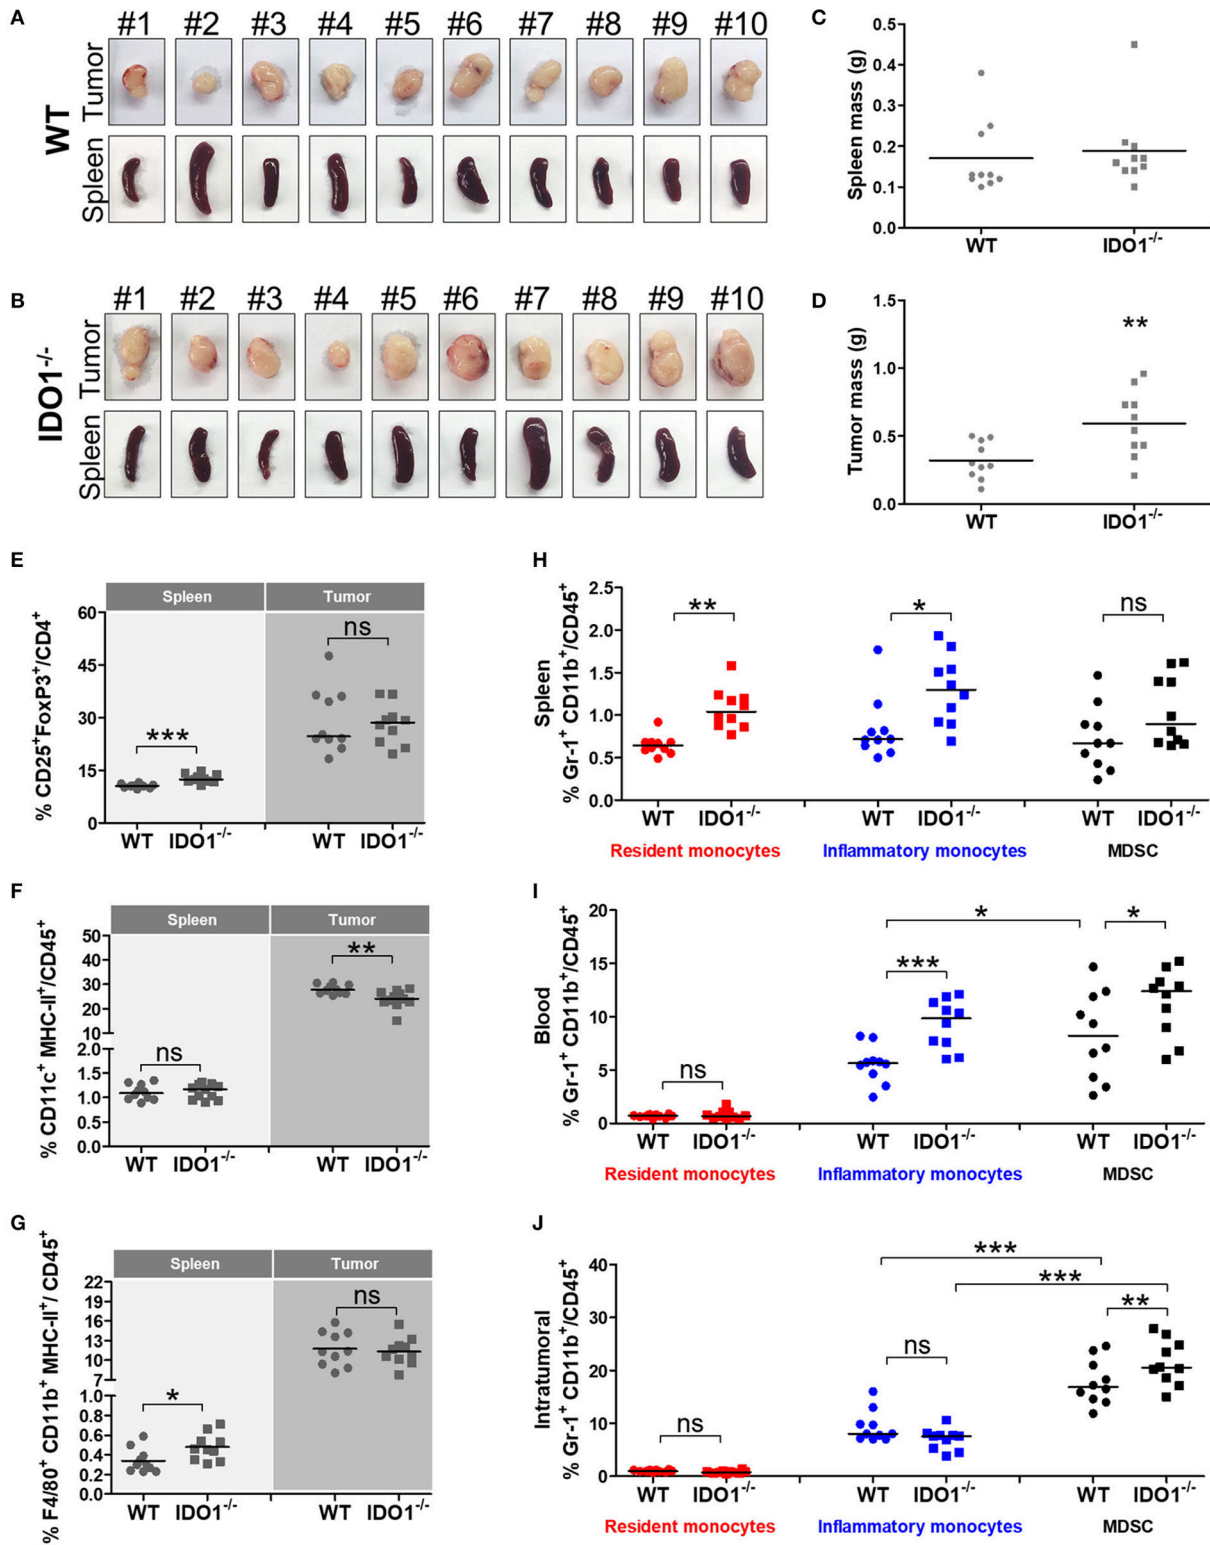 A
#1 #2 #3 #4 #5 #6 #7 #8 #9 #10
WT
Tumor
Spleen
B
#1 #2 #3 #4 #5 #6 #7 #8 #9 #10
IDO1-/-
Tumor
Spleen
C
Spleen mass (g)
0.5
0.4
0.3
0.2
0.1
0.0
WT IDO1-/-
D
Tumor mass (g)
1.5
1.0
0.5
0.0
**
WT IDO1-/-
E
% CD25+FoxP3+/CD4+
Spleen Tumor
60
45
30
15
0
***
ns
WT IDO1-/- WT IDO1-/-
F
% CD11c+ MHC-II+/CD45+
Spleen Tumor
50
40
30
20
10
2.0
1.5
1.0
0.5
0.0
ns
**
WT IDO1-/- WT IDO1-/-
G
% F4/80+ CD11b+ MHC-II+/ CD45+
Spleen Tumor
22
19
16
13
10
7
1.0
0.8
0.6
0.4
0.2
0.0
*
ns
WT IDO1-/- WT IDO1-/-
H
Spleen
% Gr-1+ CD11b+/CD45+
2.5
2.0
1.5
1.0
0.5
0.0
** * ns
WT IDO1-/- WT IDO1-/- WT IDO1-/-
Resident monocytes Inflammatory monocytes MDSC
I
Blood
% Gr-1+ CD11b+/CD45+
20
15
10
5
0
ns *** * *
WT IDO1-/- WT IDO1-/- WT IDO1-/-
Resident monocytes Inflammatory monocytes MDSC
J
Intratumoral
% Gr-1+ CD11b+/CD45+
40
30
20
10
0
ns ns *** *** **
WT IDO1-/- WT IDO1-/- WT IDO1-/-
Resident monocytes Inflammatory monocytes MDSC